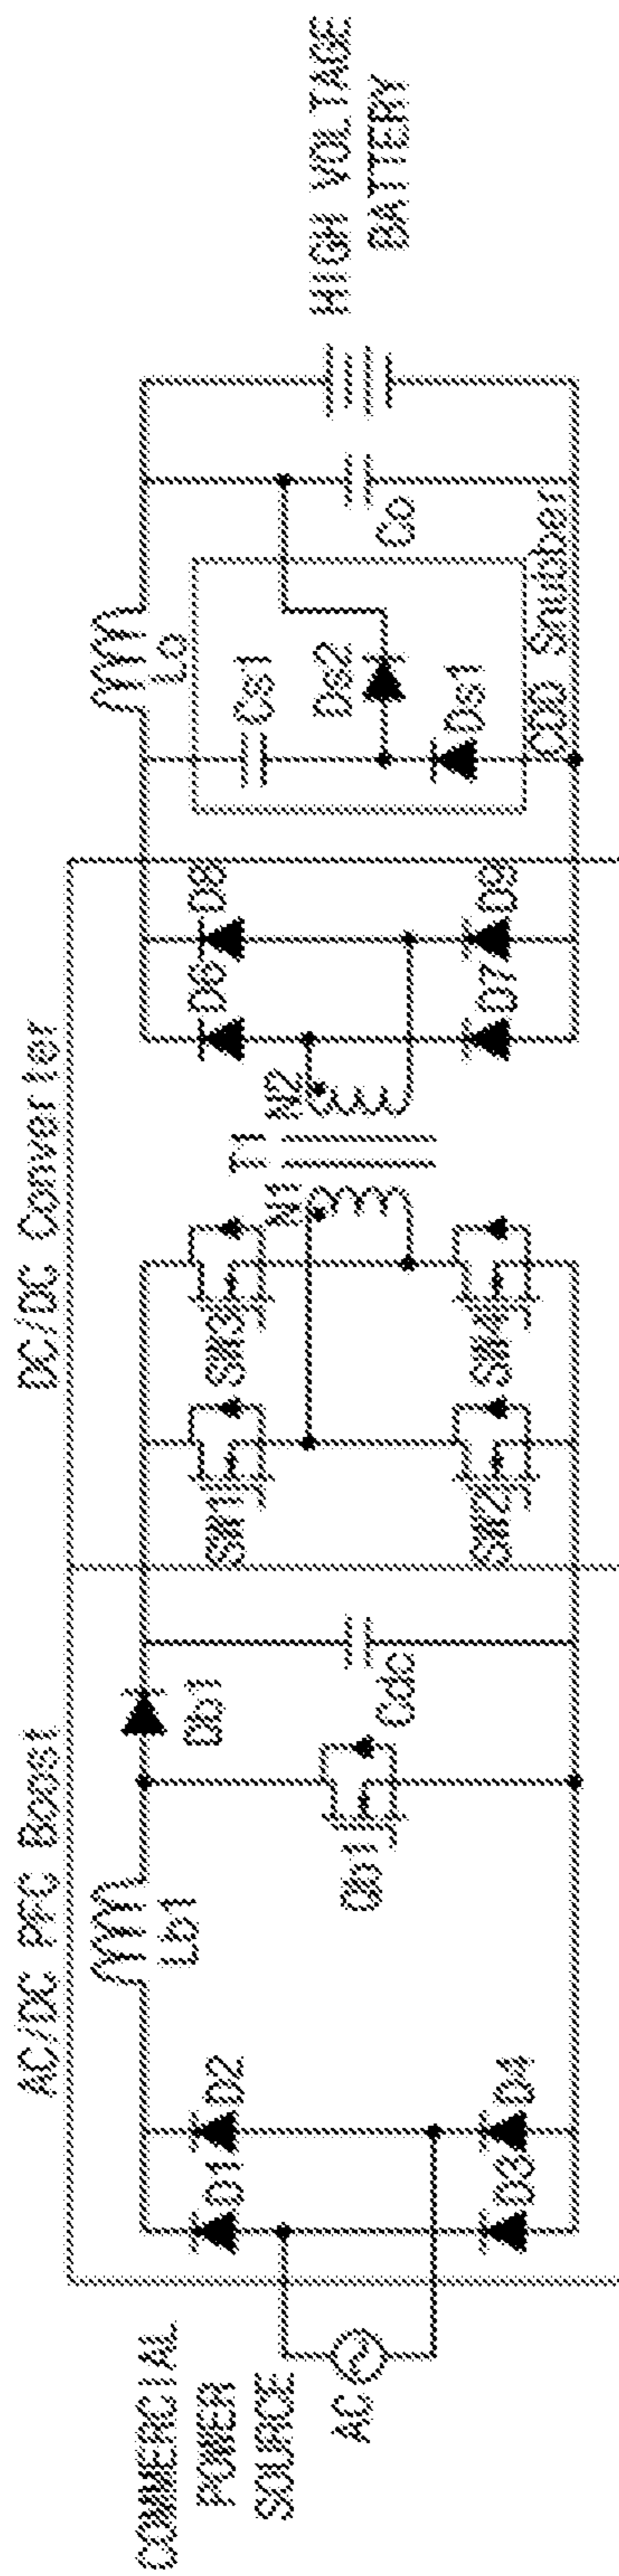 AC/DC PFC Boost
DC/DC Converter
COMMERCIAL
POWER
SOURCE
AC
D1
D2
D3
D4
Lb1
Qb1
Db1
Cdc
SW1
SW2
SW3
SW4
T1
N1
N2
D6
D8
D7
D9
Lo
Cs1
Ds2
Ds1
CDD Snubber
Co
HIGH VOLTAGE
BATTERY